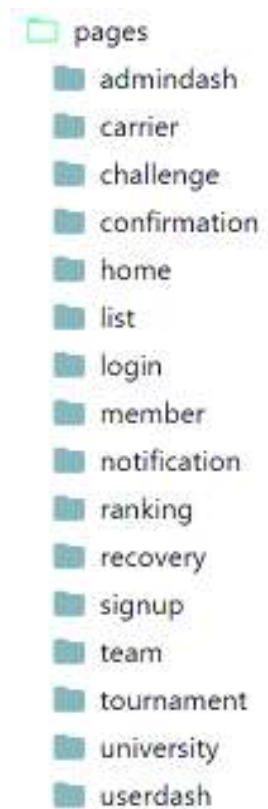 pages
admindash
carrier
challenge
confirmation
home
list
login
member
notification
ranking
recovery
signup
team
tournament
university
userdash